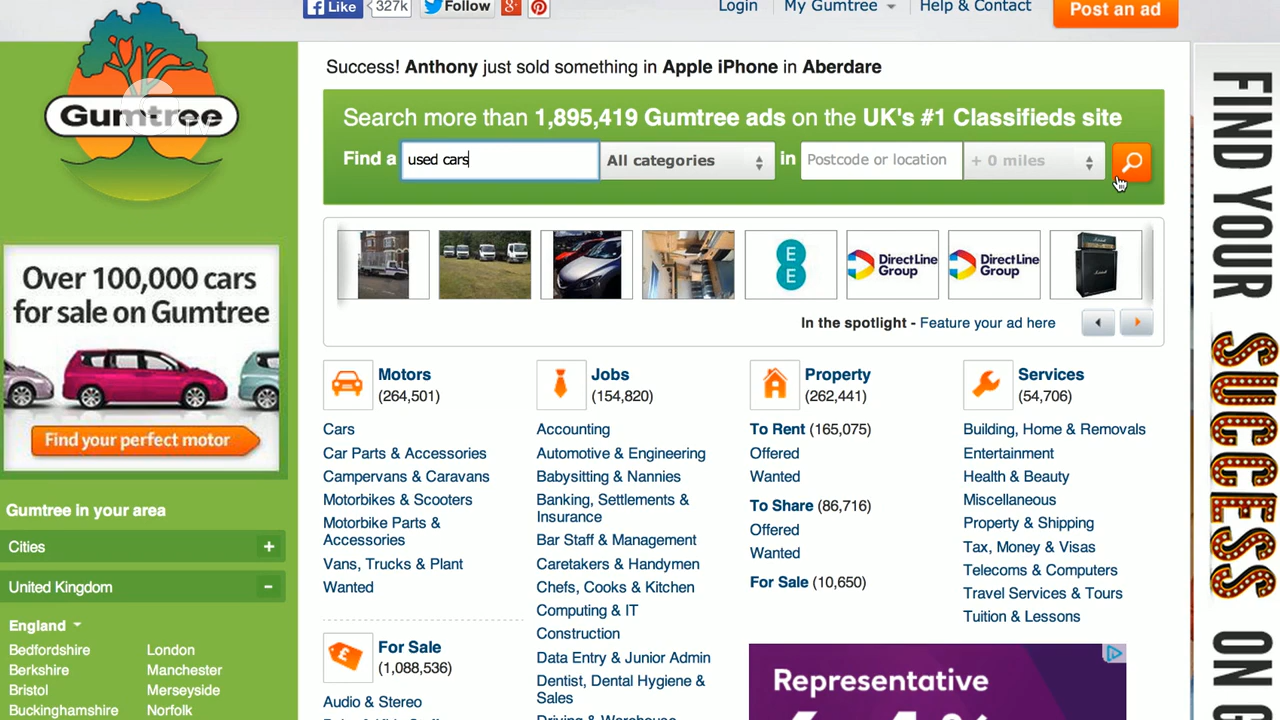 Like
327k
Follow
Login
My Gumtree
Help & Contact
Post an ad
Gumtree
Success! Anthony just sold something in Apple iPhone in Aberdare
Search more than 1,895,419 Gumtree ads on the UK's #1 Classifieds site
Find a
used cars
All categories
in
Postcode or location
+ 0 miles
EE
Direct Line Group
Direct Line Group
In the spotlight - Feature your ad here
Over 100,000 cars
for sale on Gumtree
Find your perfect motor
Gumtree in your area
Cities
+
United Kingdom
-
England
Bedfordshire
London
Berkshire
Manchester
Bristol
Merseyside
Buckinghamshire
Norfolk
Motors
(264,501)
Cars
Car Parts & Accessories
Campervans & Caravans
Motorbikes & Scooters
Motorbike Parts &
Accessories
Vans, Trucks & Plant
Wanted
For Sale
(1,088,536)
Audio & Stereo
Jobs
(154,820)
Accounting
Automotive & Engineering
Babysitting & Nannies
Banking, Settlements &
Insurance
Bar Staff & Management
Caretakers & Handymen
Chefs, Cooks & Kitchen
Computing & IT
Construction
Data Entry & Junior Admin
Dentist, Dental Hygiene &
Sales
Property
(262,441)
To Rent (165,075)
Offered
Wanted
To Share (86,716)
Offered
Wanted
For Sale (10,650)
Services
(54,706)
Building, Home & Removals
Entertainment
Health & Beauty
Miscellaneous
Property & Shipping
Tax, Money & Visas
Telecoms & Computers
Travel Services & Tours
Tuition & Lessons
Representative
FIND YOUR
SUCCESS
ON